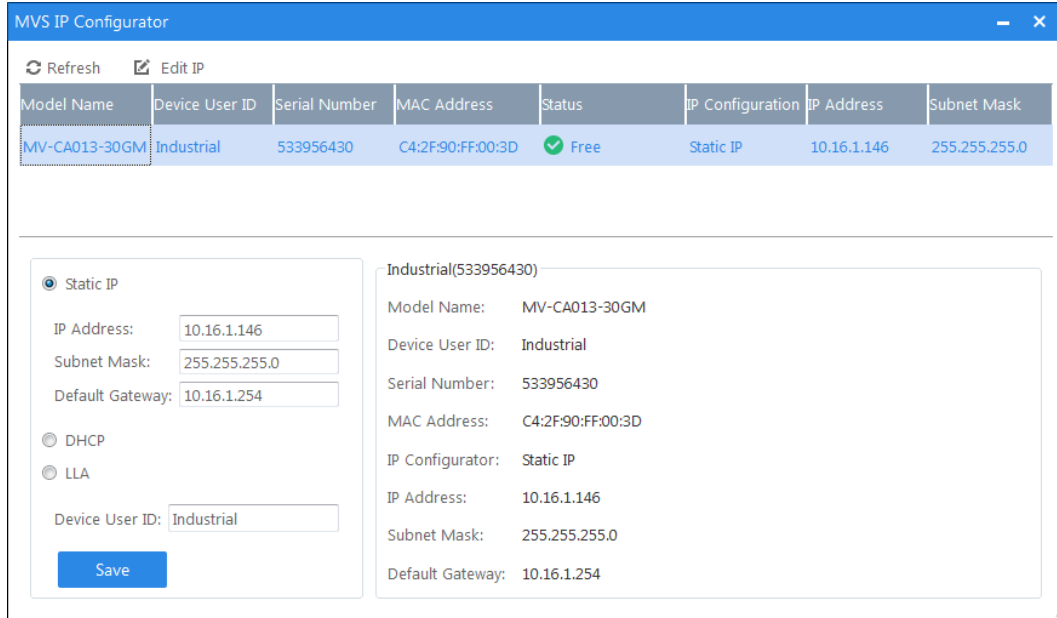 MVS IP Configurator
Refresh Edit IP
Model Name Device User ID Serial Number MAC Address Status IP Configuration IP Address Subnet Mask
MV-CA013-30GM Industrial 533956430 C4:2F:90:FF:00:3D Free Static IP 10.16.1.146 255.255.255.0
Static IP
IP Address: 10.16.1.146
Subnet Mask: 255.255.255.0
Default Gateway: 10.16.1.254
DHCP
LLA
Device User ID: Industrial
Save
Industrial(533956430)
Model Name: MV-CA013-30GM
Device User ID: Industrial
Serial Number: 533956430
MAC Address: C4:2F:90:FF:00:3D
IP Configurator: Static IP
IP Address: 10.16.1.146
Subnet Mask: 255.255.255.0
Default Gateway: 10.16.1.254